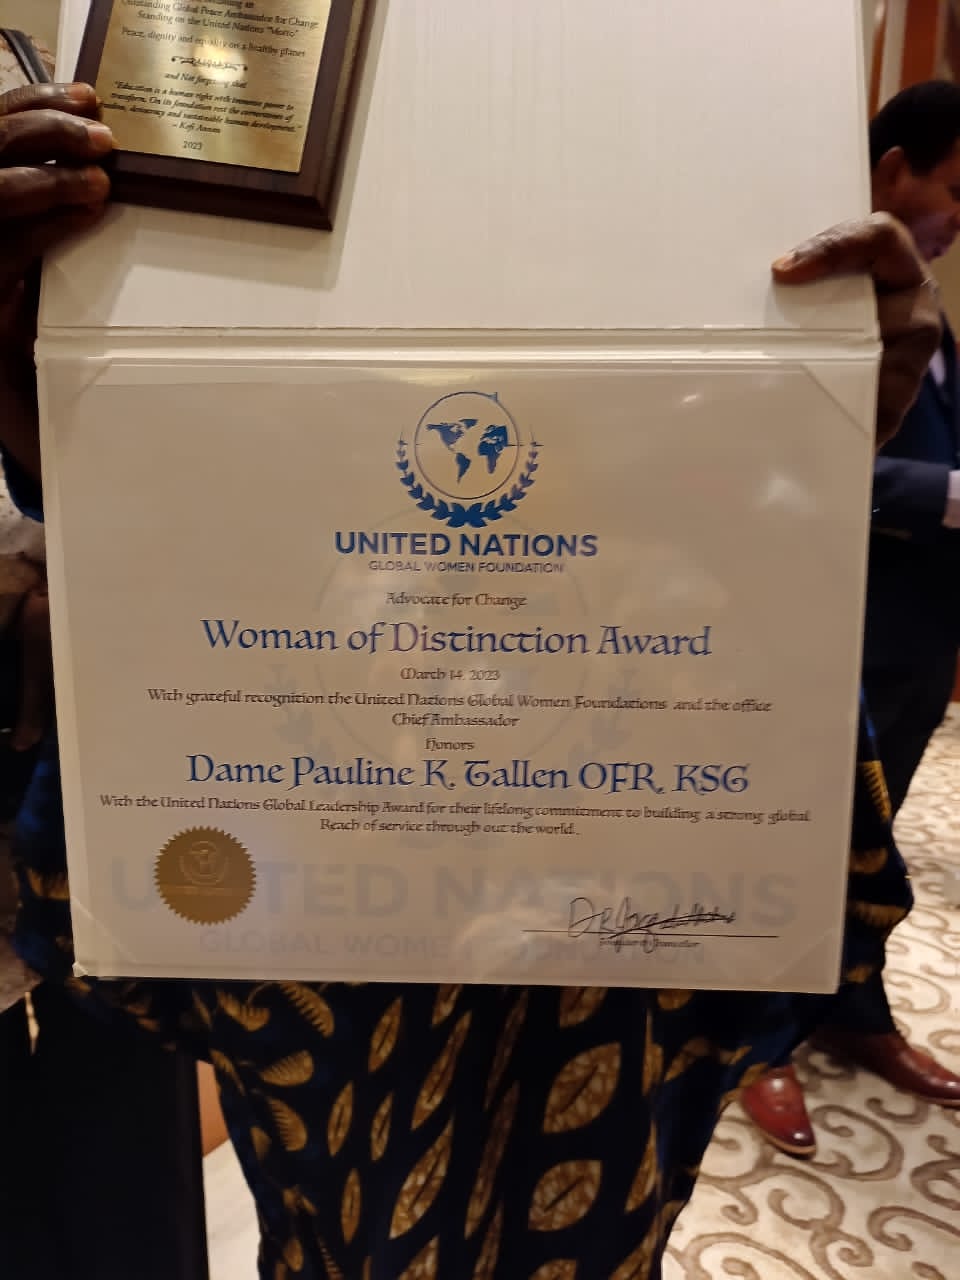 Outstanding Global Peace Ambassador for Change
Standing on the United Nations "Motto"
Peace, dignity and equality on a healthy planet
and Not forgetting that
"Education is a human right with immense power to
transform. On its foundation rest the cornerstones of
freedom, democracy and sustainable human development."
– Kofi Annan
2023
UNITED NATIONS
GLOBAL WOMEN FOUNDATION
Advocate for Change
Woman of Distinction Award
March 14, 2023
With grateful recognition the United Nations Global Women Foundations and the office
Chief Ambassador
Honors
Dame Pauline K. Tallen OFR, KSG
With the United Nations Global Leadership Award for their lifelong commitment to building a strong global
Reach of service through out the world.
UNITED NATIONS
GLOBAL WOMEN FOUNDATION